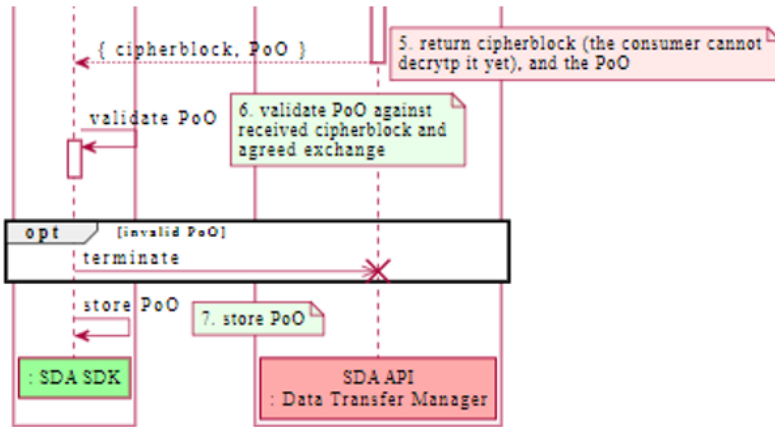 { cipherblock, PoO }
5. return cipherblock (the consumer cannot
decrytp it yet), and the PoO
validate PoO
6. validate PoO against
received cipherblock and
agreed exchange
opt
[invalid PoO]
terminate
store PoO
7. store PoO
: SDA SDK
SDA API
: Data Transfer Manager